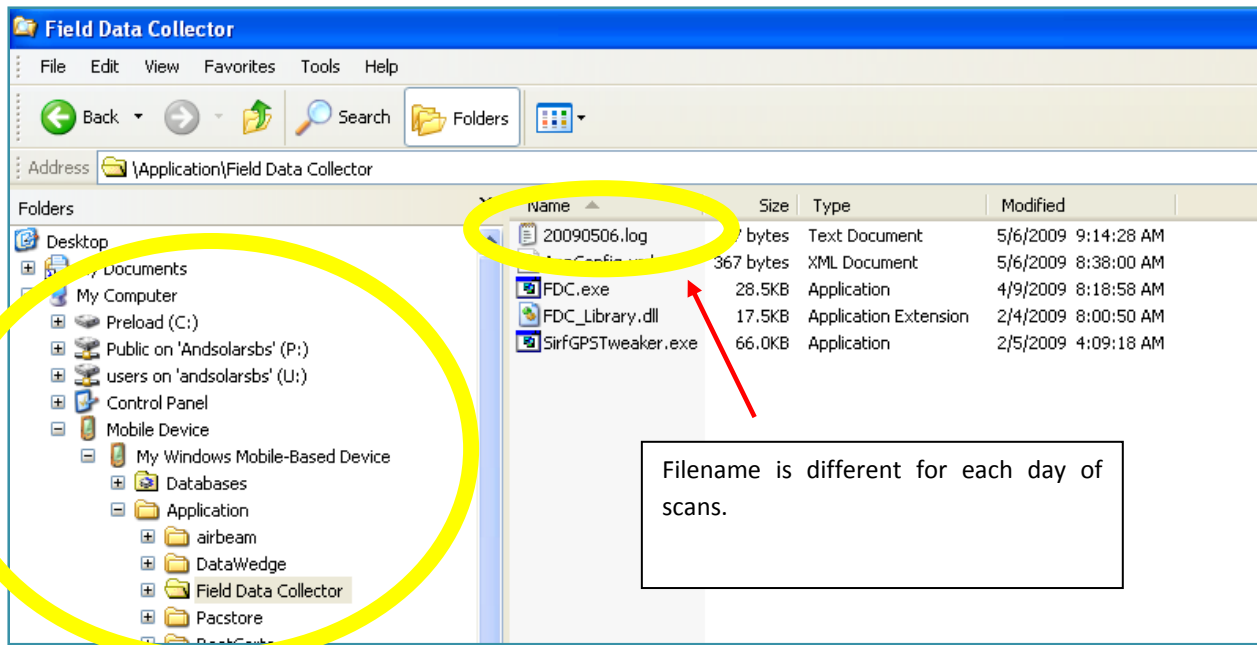 Field Data Collector
File Edit View Favorites Tools Help
Back Search Folders
Address \Application\Field Data Collector
Folders
Name Size Type Modified
20090506.log bytes Text Document 5/6/2009 9:14:28 AM
367 bytes XML Document 5/6/2009 8:38:00 AM
FDC.exe 28.5KB Application 4/9/2009 8:18:58 AM
FDC_Library.dll 17.5KB Application Extension 2/4/2009 8:00:50 AM
SirfGPSTweaker.exe 66.0KB Application 2/5/2009 4:09:18 AM
Desktop
My Documents
My Computer
Preload (C:)
Public on 'Andsolarsbs' (P:)
users on 'andsolarsbs' (U:)
Control Panel
Mobile Device
My Windows Mobile-Based Device
Databases
Application
airbeam
DataWedge
Field Data Collector
Pacstore
Filename is different for each day of
scans.